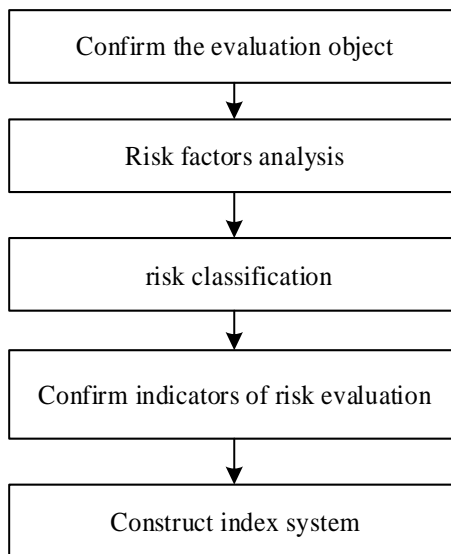 Confirm the evaluation object
Risk factors analysis
risk classification
Confirm indicators of risk evaluation
Construct index system